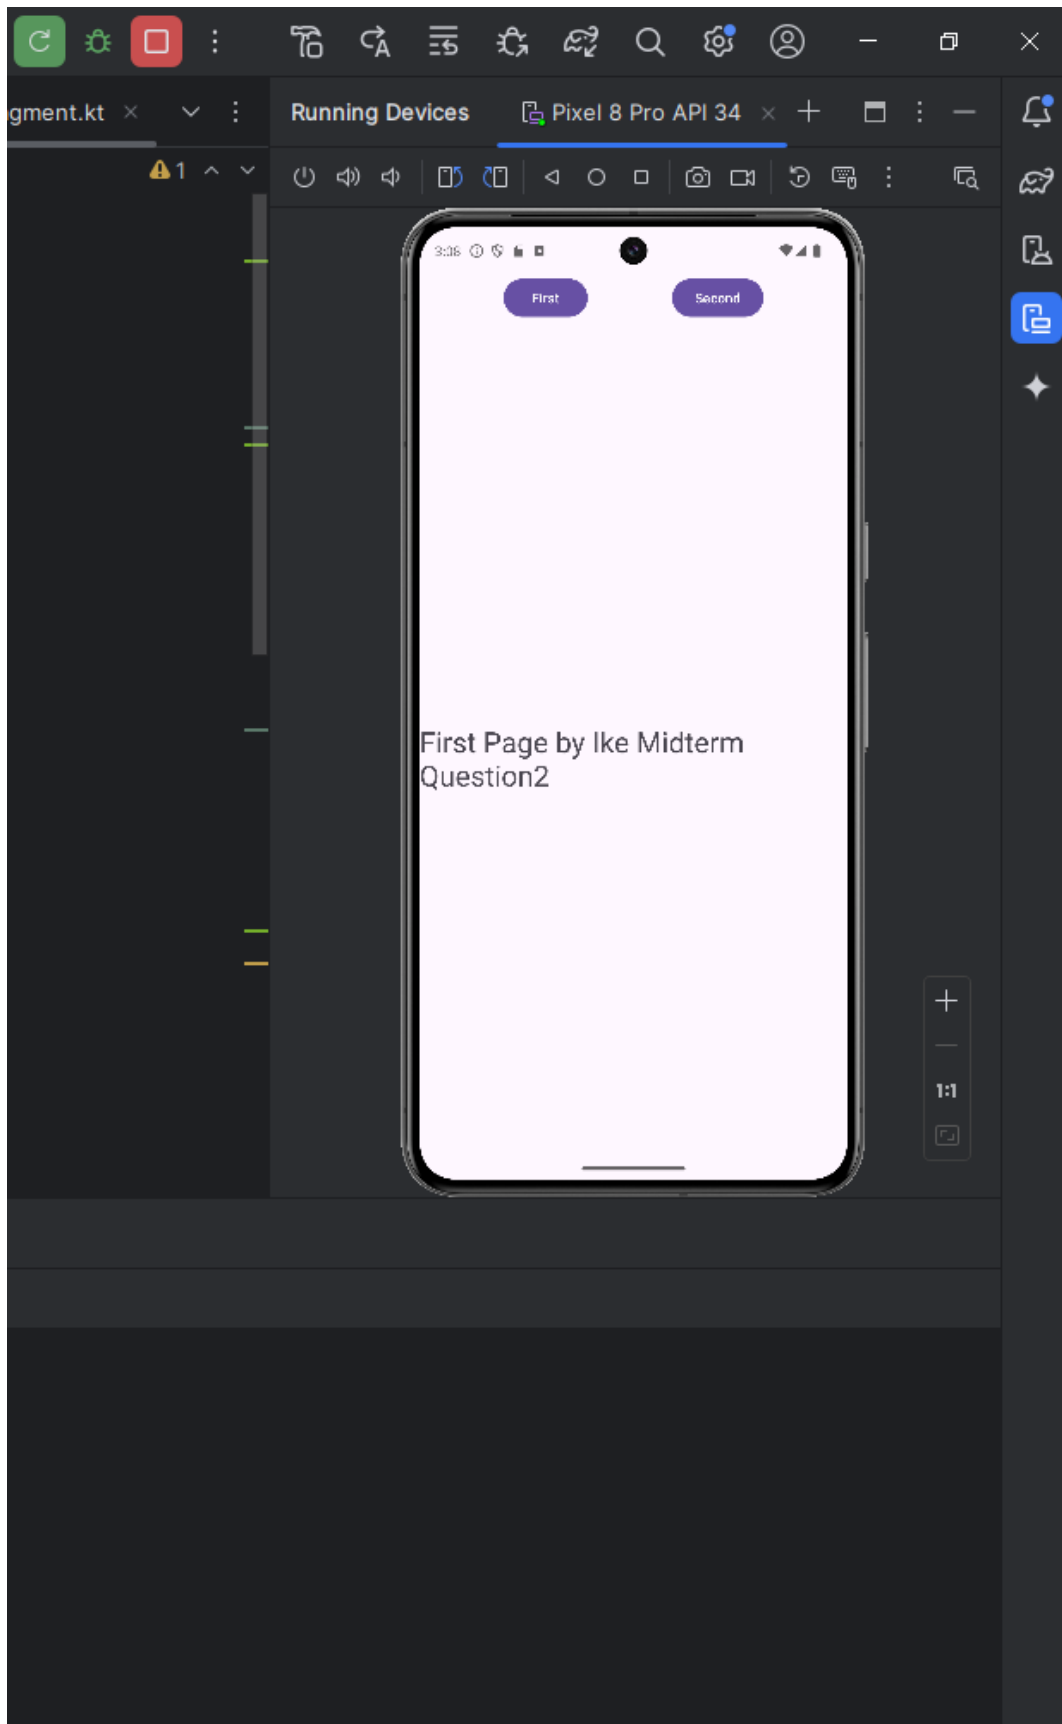 gment.kt
Running Devices
Pixel 8 Pro API 34
1
3:08
First
Second
First Page by Ike Midterm
Question2
1:1